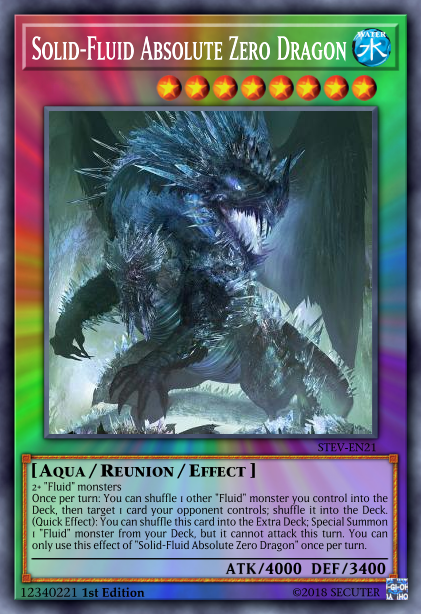 Solid-Fluid Absolute Zero Dragon
WATER
水
STEV-EN21
[ Aqua / Reunion / Effect ]
2+ "Fluid" monsters
Once per turn: You can shuffle 1 other "Fluid" monster you control into the
Deck, then target 1 card your opponent controls; shuffle it into the Deck.
(Quick Effect): You can shuffle this card into the Extra Deck; Special Summon
1 "Fluid" monster from your Deck, but it cannot attack this turn. You can
only use this effect of "Solid-Fluid Absolute Zero Dragon" once per turn.
ATK/4000 DEF/3400
12340221 1st Edition
©2018 SECUTER